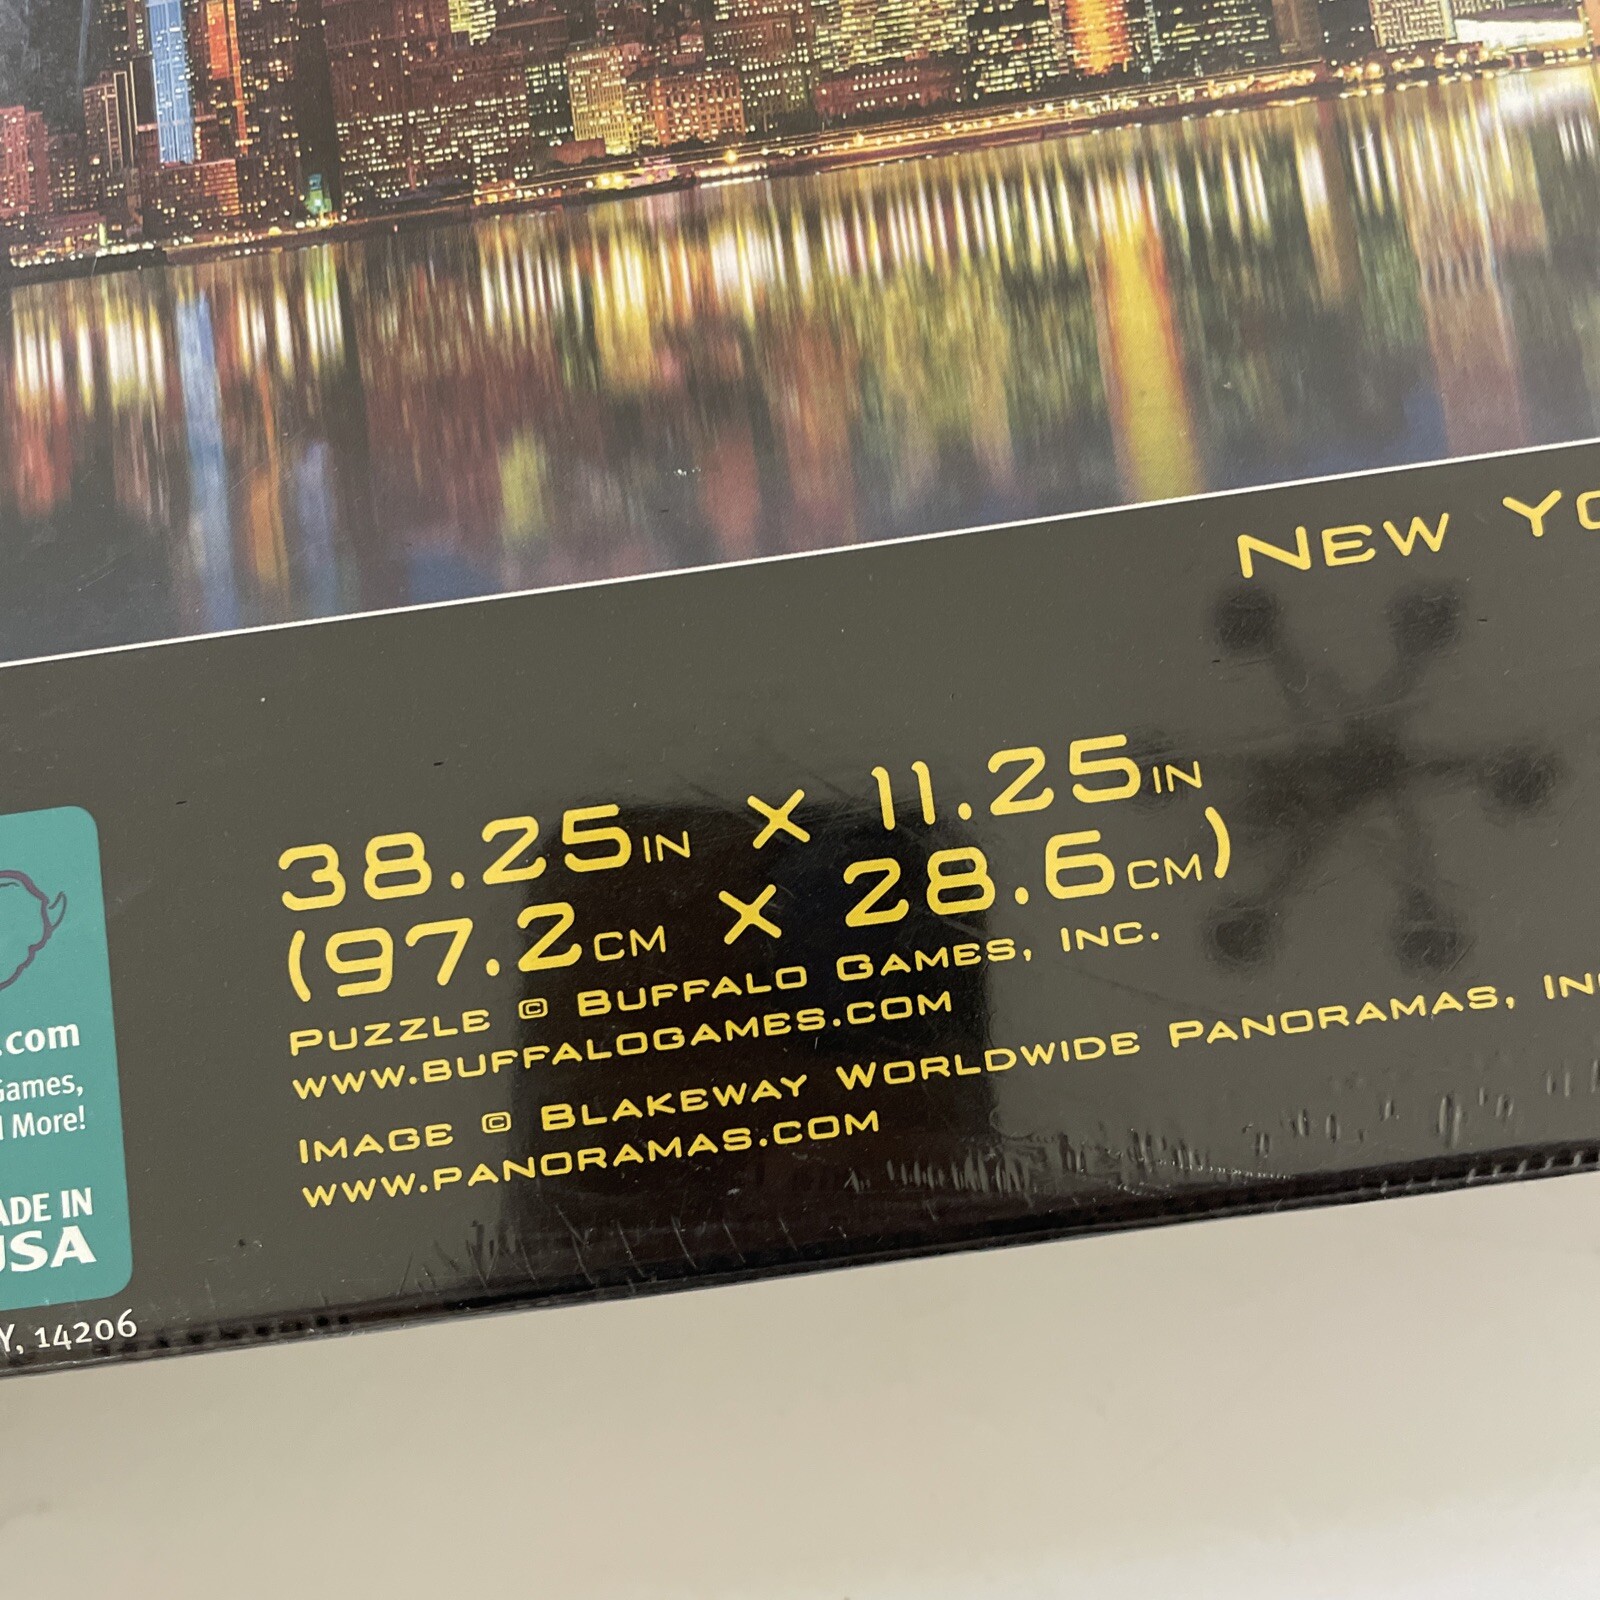 NEW YO
38.25IN X 11.25IN
(97.2CM X 28.6CM)
PUZZLE © BUFFALO GAMES, INC.
WWW.BUFFALOGAMES.COM
IMAGE © BLAKEWAY WORLDWIDE PANORAMAS, IN
WWW.PANORAMAS.COM
.com
Games,
More!
ADE IN
USA
Y, 14206